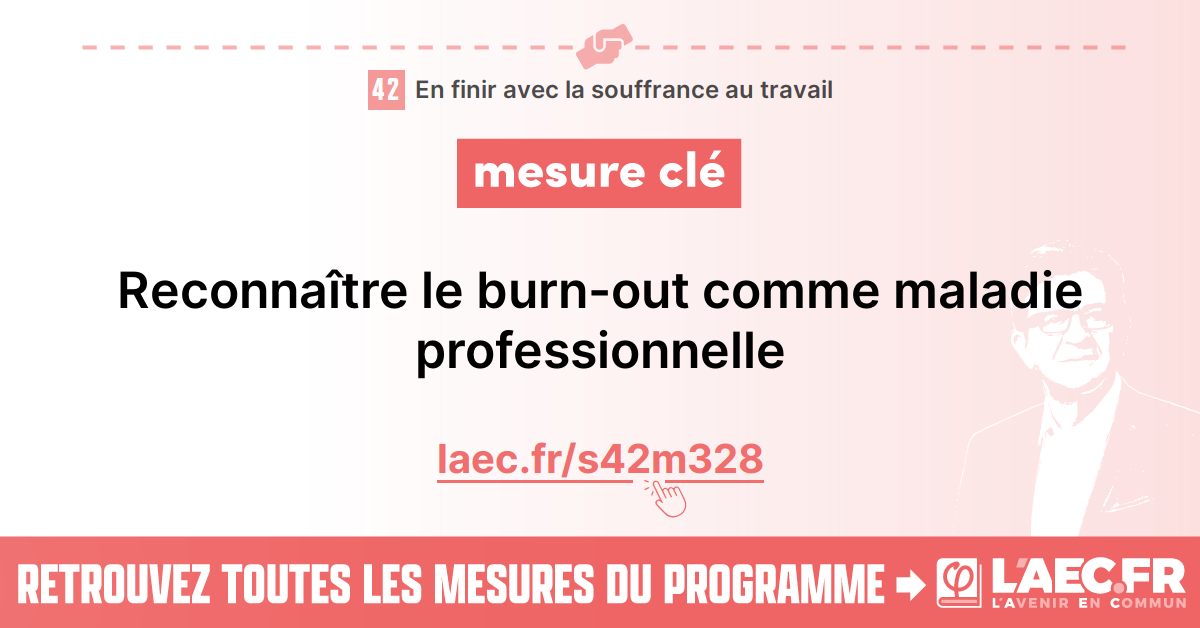 42 En finir avec la souffrance au travail
mesure clé
Reconnaître le burn-out comme maladie
professionnelle
laec.fr/s42m328
RETROUVEZ TOUTES LES MESURES DU PROGRAMME
φ L'AEC.FR
L'AVENIR EN COMMUN